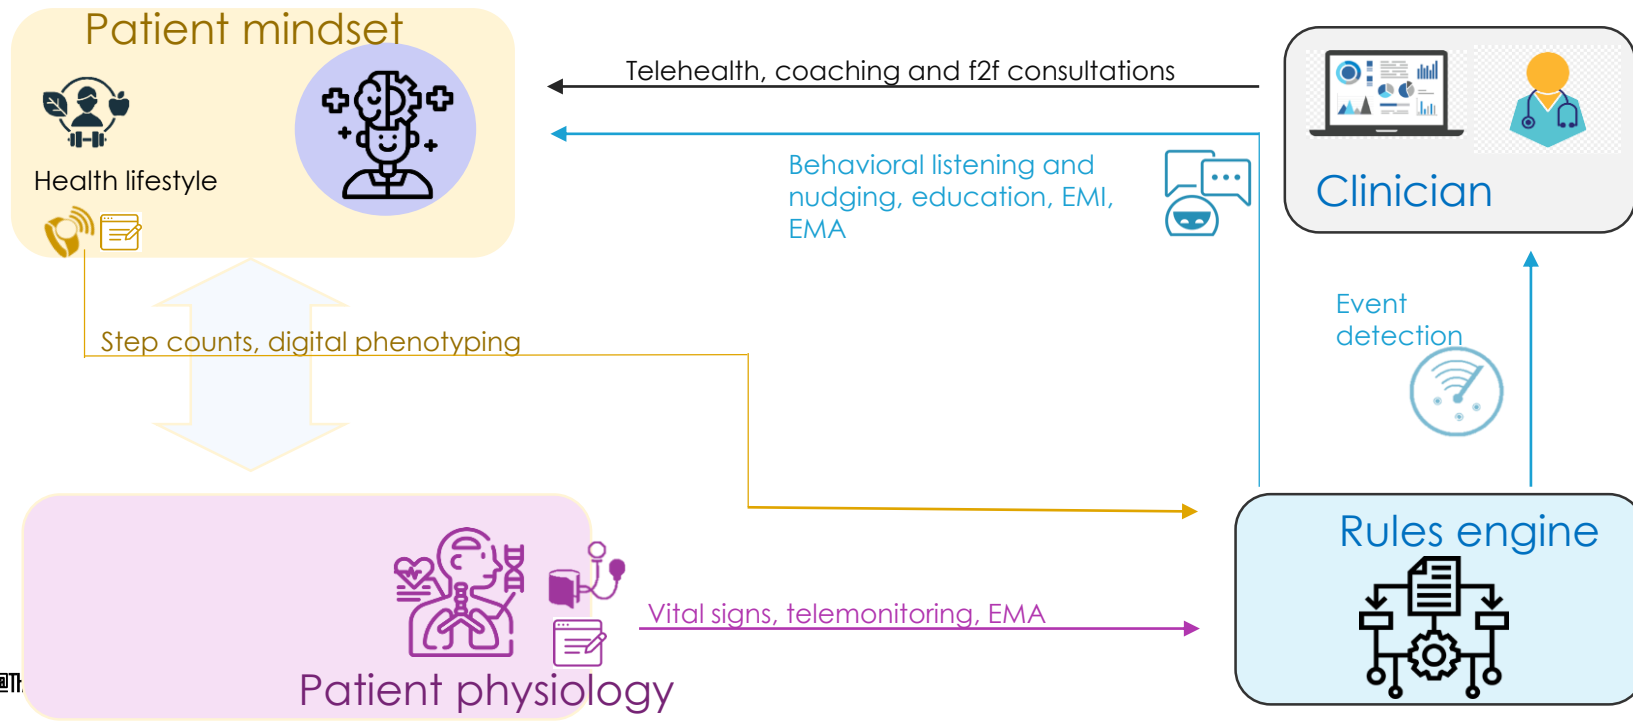 Patient mindset
Telehealth, coaching and f2f consultations
Health lifestyle
Behavioral listening and
nudging, education, EMI,
EMA
Clinician
Event
detection
Step counts, digital phenotyping
Rules engine
Vital signs, telemonitoring, EMA
Patient physiology